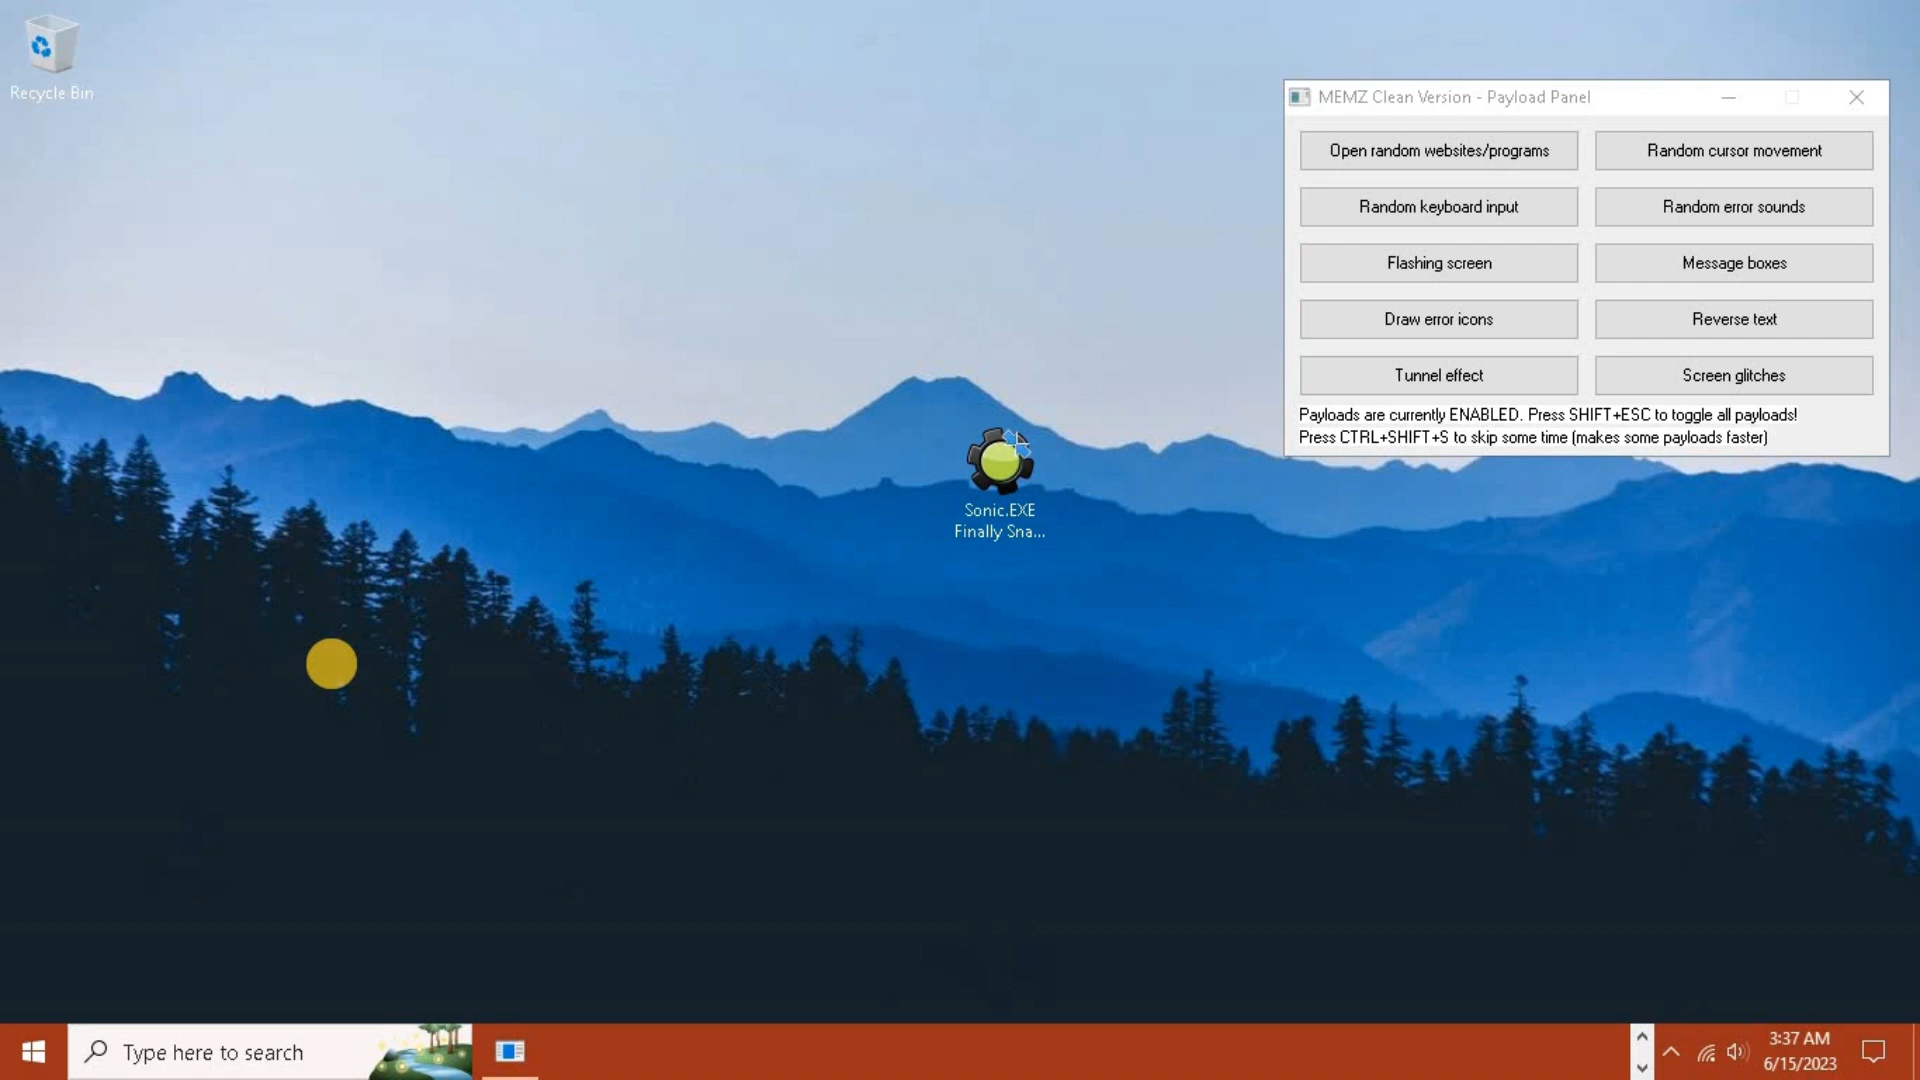 Recycle Bin
MEMZ Clean Version - Payload Panel
Open random websites/programs
Random cursor movement
Random keyboard input
Random error sounds
Flashing screen
Message boxes
Draw error icons
Reverse text
Tunnel effect
Screen glitches
Payloads are currently ENABLED. Press SHIFT+ESC to toggle all payloads!
Press CTRL+SHIFT+S to skip some time (makes some payloads faster)
Sonic.EXE
Finally Sna...
Type here to search
3:37 AM
6/15/2023